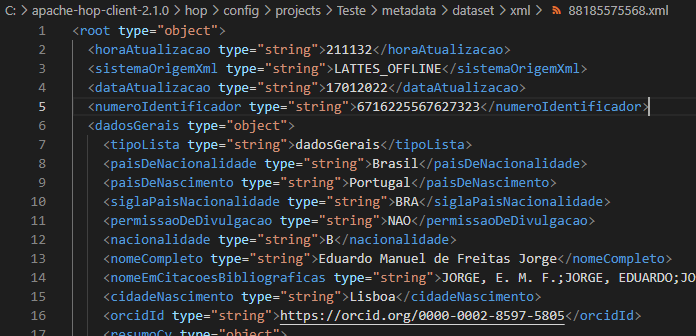 C: > apache-hop-client-2.1.0 > hop > config > projects > Teste > metadata > dataset > xml > 88185575568.xml
1 <root type="object">
2 <horaAtualizacao type="string">211132</horaAtualizacao>
3 <sistemaOrigemXml type="string">LATTES_OFFLINE</sistemaOrigemXml>
4 <dataAtualizacao type="string">17012022</dataAtualizacao>
5 <numeroIdentificador type="string">6716225567627323</numeroIdentificador>
6 <dadosGerais type="object">
7 <tipoLista type="string">dadosGerais</tipoLista>
8 <paisDeNacionalidade type="string">Brasil</paisDeNacionalidade>
9 <paisDeNascimento type="string">Portugal</paisDeNascimento>
10 <siglaPaisNacionalidade type="string">BRA</siglaPaisNacionalidade>
11 <permissaoDeDivulgacao type="string">NAO</permissaoDeDivulgacao>
12 <nacionalidade type="string">B</nacionalidade>
13 <nomeCompleto type="string">Eduardo Manuel de Freitas Jorge</nomeCompleto>
14 <nomeEmCitacoesBibliograficas type="string">JORGE, E. M. F.;JORGE, EDUARDO;JO
15 <cidadeNascimento type="string">Lisboa</cidadeNascimento>
16 <orcidId type="string">https://orcid.org/0000-0002-8597-5805</orcidId>
17 <resumoCv type="object">